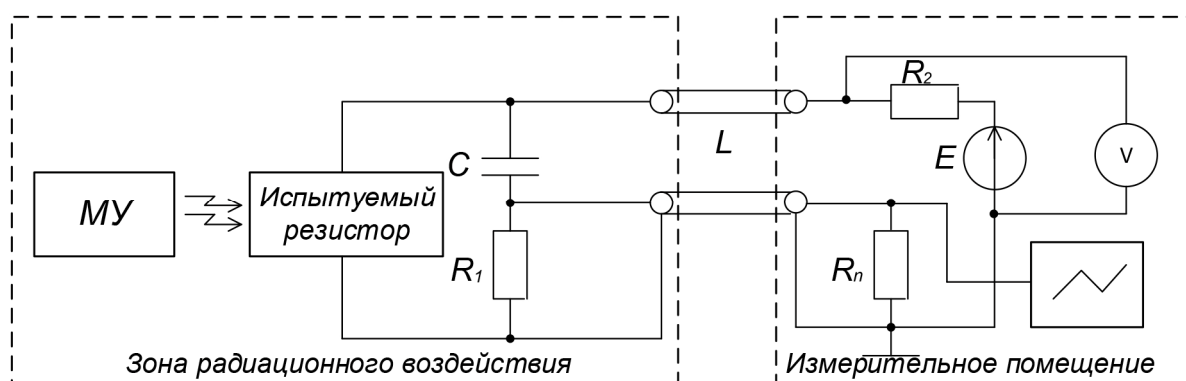 МУ
Испытуемый
резистор
C
R1
L
R2
E
V
Rn
Зона радиационного воздействия
Измерительное помещение